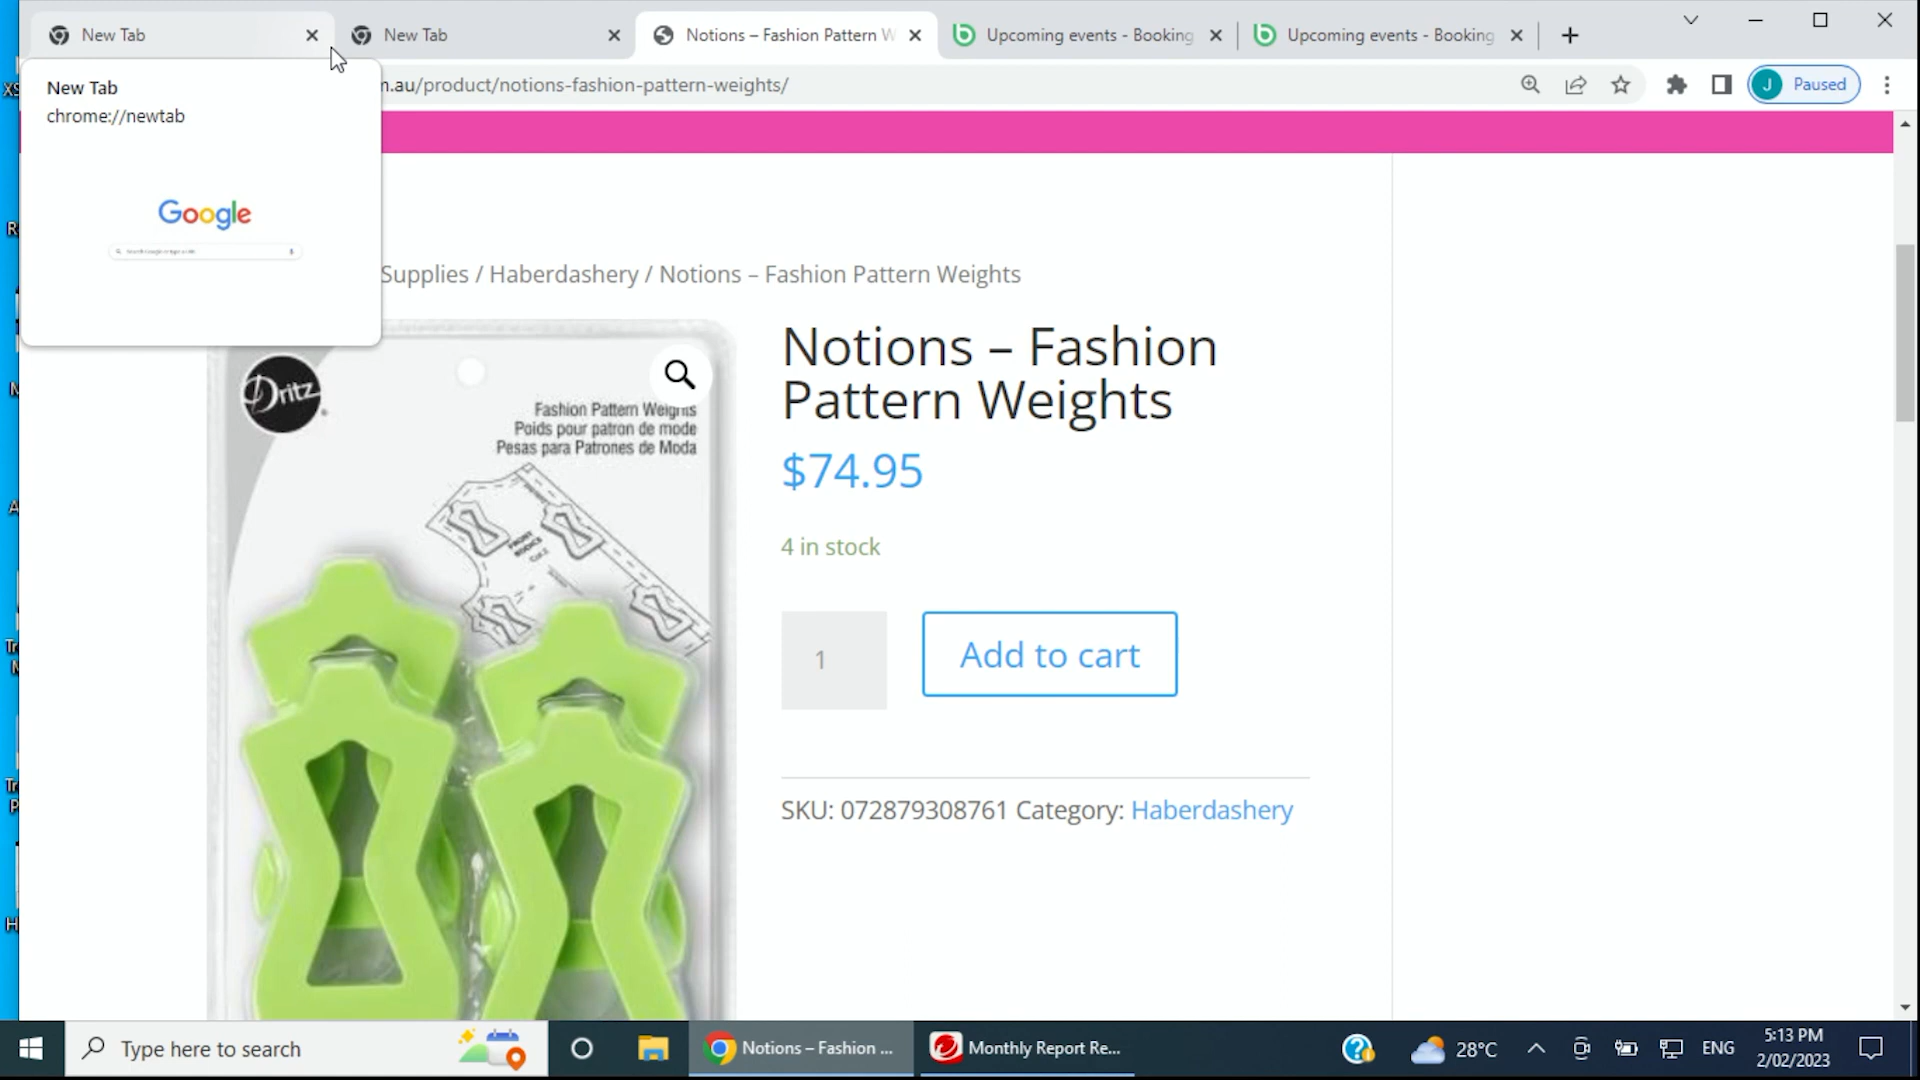 New Tab
New Tab
Notions – Fashion Pattern W
Upcoming events - Booking
Upcoming events - Booking
New Tab
chrome://newtab
n.au/product/notions-fashion-pattern-weights/
J
Paused
Google
Supplies / Haberdashery / Notions – Fashion Pattern Weights
Dritz
Fashion Pattern Weights
Poids pour patron de mode
Pesas para Patrones de Moda
FRONT
BODICE
Cut 2
Notions – Fashion
Pattern Weights
$74.95
4 in stock
1
Add to cart
SKU: 072879308761 Category: Haberdashery
Type here to search
Notions – Fashion ...
Monthly Report Re...
28°C
ENG
5:13 PM
2/02/2023